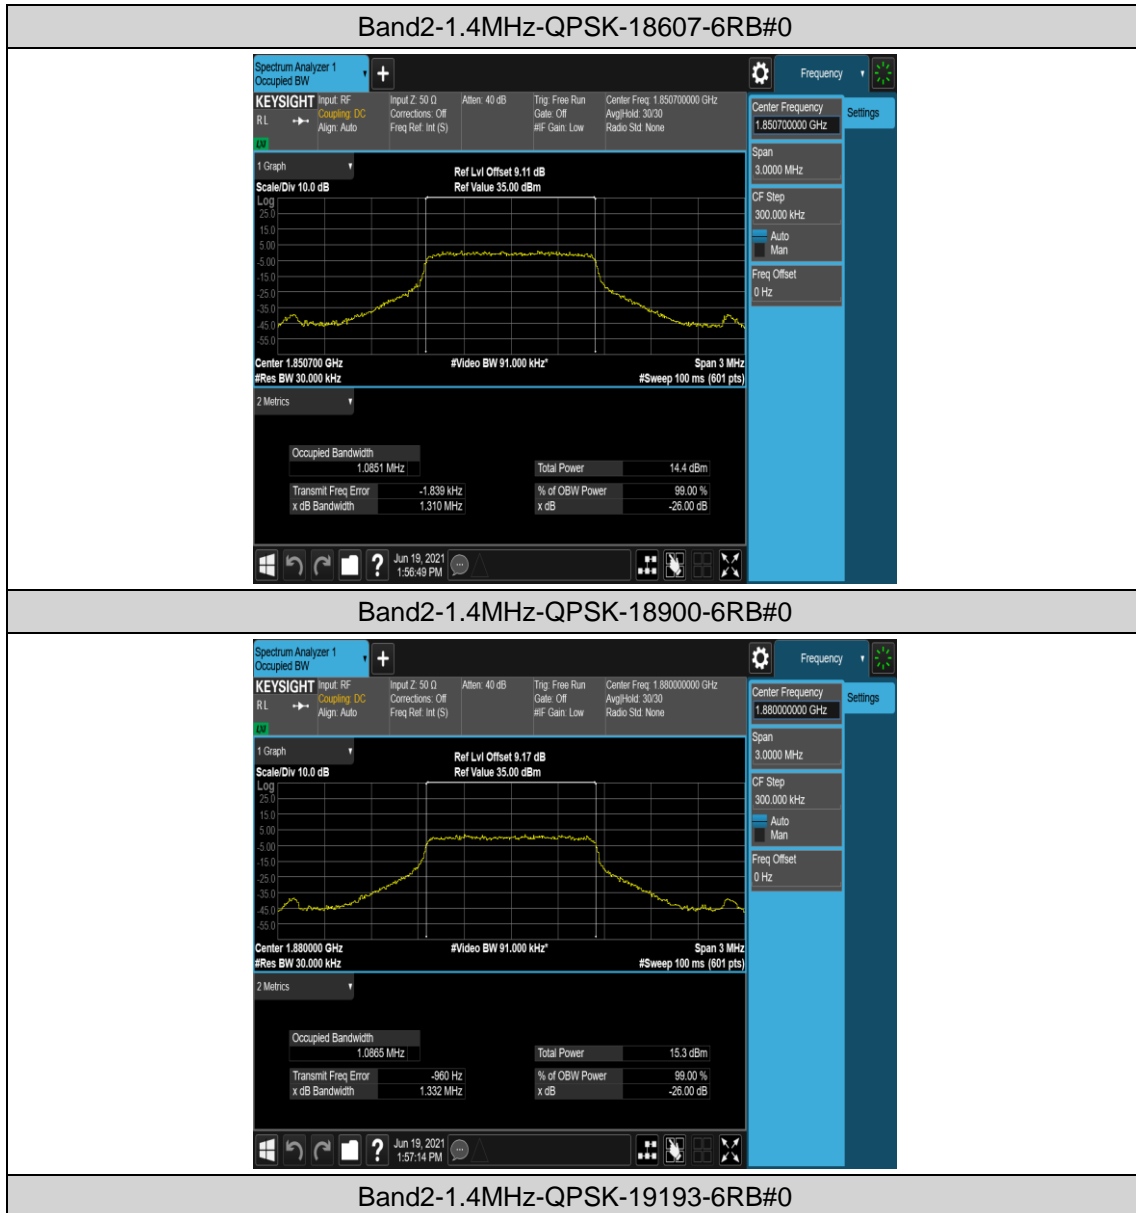 Band2-1.4MHz-QPSK-18607-6RB#0
Spectrum Analyzer 1
Occupied BW
Frequency
KEYSIGHT
RL
Input: RF
Coupling: DC
Align: Auto
Input Z: 50 Ω
Corrections: Off
Freq Ref: Int (S)
Atten: 40 dB
Trig: Free Run
Gate: Off
#IF Gain: Low
Center Freq: 1.850700000 GHz
Avg|Hold: 30/30
Radio Std: None
Center Frequency
1.850700000 GHz
Settings
Span
3.0000 MHz
CF Step
300.000 kHz
Auto
Man
Freq Offset
0 Hz
1 Graph
Scale/Div 10.0 dB
Ref Lvl Offset 9.11 dB
Ref Value 35.00 dBm
Log
25.0
15.0
5.00
-5.00
-15.0
-25.0
-35.0
-45.0
-55.0
Center 1.850700 GHz
#Video BW 91.000 kHz*
Span 3 MHz
#Res BW 30.000 kHz
#Sweep 100 ms (601 pts)
2 Metrics
Occupied Bandwidth
1.0851 MHz
Total Power 14.4 dBm
Transmit Freq Error -1.839 kHz
% of OBW Power 99.00 %
x dB Bandwidth 1.310 MHz
x dB -26.00 dB
Jun 19, 2021
1:56:49 PM
Band2-1.4MHz-QPSK-18900-6RB#0
Spectrum Analyzer 1
Occupied BW
Frequency
KEYSIGHT
RL
Input: RF
Coupling: DC
Align: Auto
Input Z: 50 Ω
Corrections: Off
Freq Ref: Int (S)
Atten: 40 dB
Trig: Free Run
Gate: Off
#IF Gain: Low
Center Freq: 1.880000000 GHz
Avg|Hold: 30/30
Radio Std: None
Center Frequency
1.880000000 GHz
Settings
Span
3.0000 MHz
CF Step
300.000 kHz
Auto
Man
Freq Offset
0 Hz
1 Graph
Scale/Div 10.0 dB
Ref Lvl Offset 9.17 dB
Ref Value 35.00 dBm
Log
25.0
15.0
5.00
-5.00
-15.0
-25.0
-35.0
-45.0
-55.0
Center 1.880000 GHz
#Video BW 91.000 kHz*
Span 3 MHz
#Res BW 30.000 kHz
#Sweep 100 ms (601 pts)
2 Metrics
Occupied Bandwidth
1.0865 MHz
Total Power 15.3 dBm
Transmit Freq Error -960 Hz
% of OBW Power 99.00 %
x dB Bandwidth 1.332 MHz
x dB -26.00 dB
Jun 19, 2021
1:57:14 PM
Band2-1.4MHz-QPSK-19193-6RB#0